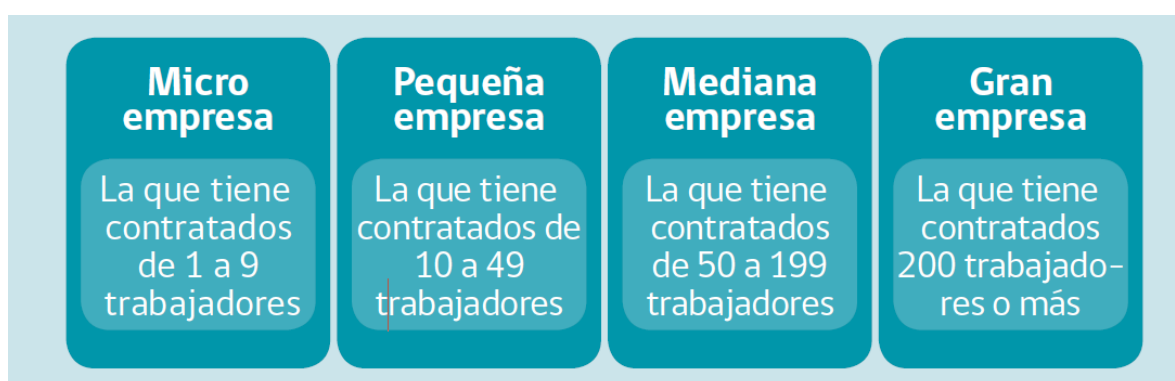 Micro
empresa
La que tiene
contratados
de 1 a 9
trabajadores
Pequeña
empresa
La que tiene
contratados de
10 a 49
trabajadores
Mediana
empresa
La que tiene
contratados
de 50 a 199
trabajadores
Gran
empresa
La que tiene
contratados
200 trabajado-
res o más